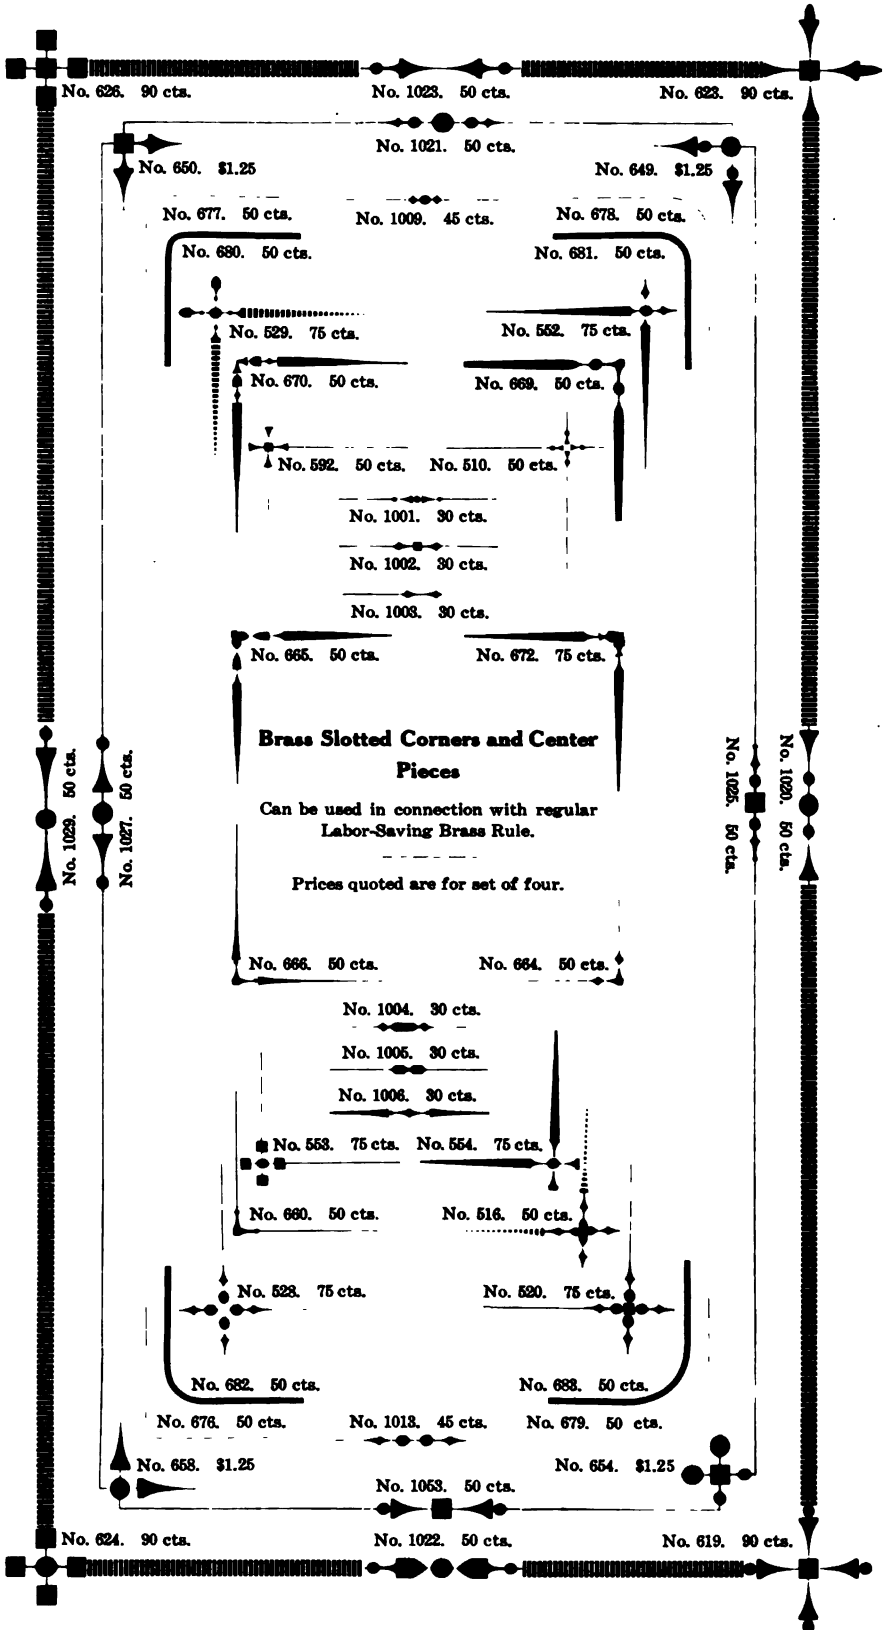 No. 626. 90 cts. No. 1023. 50 cts. No. 623. 90 cts.
No. 1021. 50 cts.
No. 650. $1.25 No. 649. $1.25
No. 677. 50 cts. No. 1009. 45 cts. No. 678. 50 cts.
No. 680. 50 cts. No. 681. 50 cts.
No. 529. 75 cts. No. 552. 75 cts.
No. 670. 50 cts. No. 669. 50 cts.
No. 592. 50 cts. No. 510. 50 cts.
No. 1001. 30 cts.
No. 1002. 30 cts.
No. 1003. 30 cts.
No. 665. 50 cts. No. 672. 75 cts.
No. 1029. 50 cts.
No. 1027. 50 cts.
Brass Slotted Corners and Center
Pieces
Can be used in connection with regular
Labor-Saving Brass Rule.
Prices quoted are for set of four.
No. 1025. 50 cts.
No. 1020. 50 cts.
No. 666. 50 cts. No. 664. 50 cts.
No. 1004. 30 cts.
No. 1005. 30 cts.
No. 1006. 30 cts.
No. 553. 75 cts. No. 554. 75 cts.
No. 660. 50 cts. No. 516. 50 cts.
No. 528. 75 cts. No. 520. 75 cts.
No. 682. 50 cts. No. 683. 50 cts.
No. 676. 50 cts. No. 1013. 45 cts. No. 679. 50 cts.
No. 658. $1.25 No. 654. $1.25
No. 1053. 50 cts.
No. 624. 90 cts. No. 1022. 50 cts. No. 619. 90 cts.